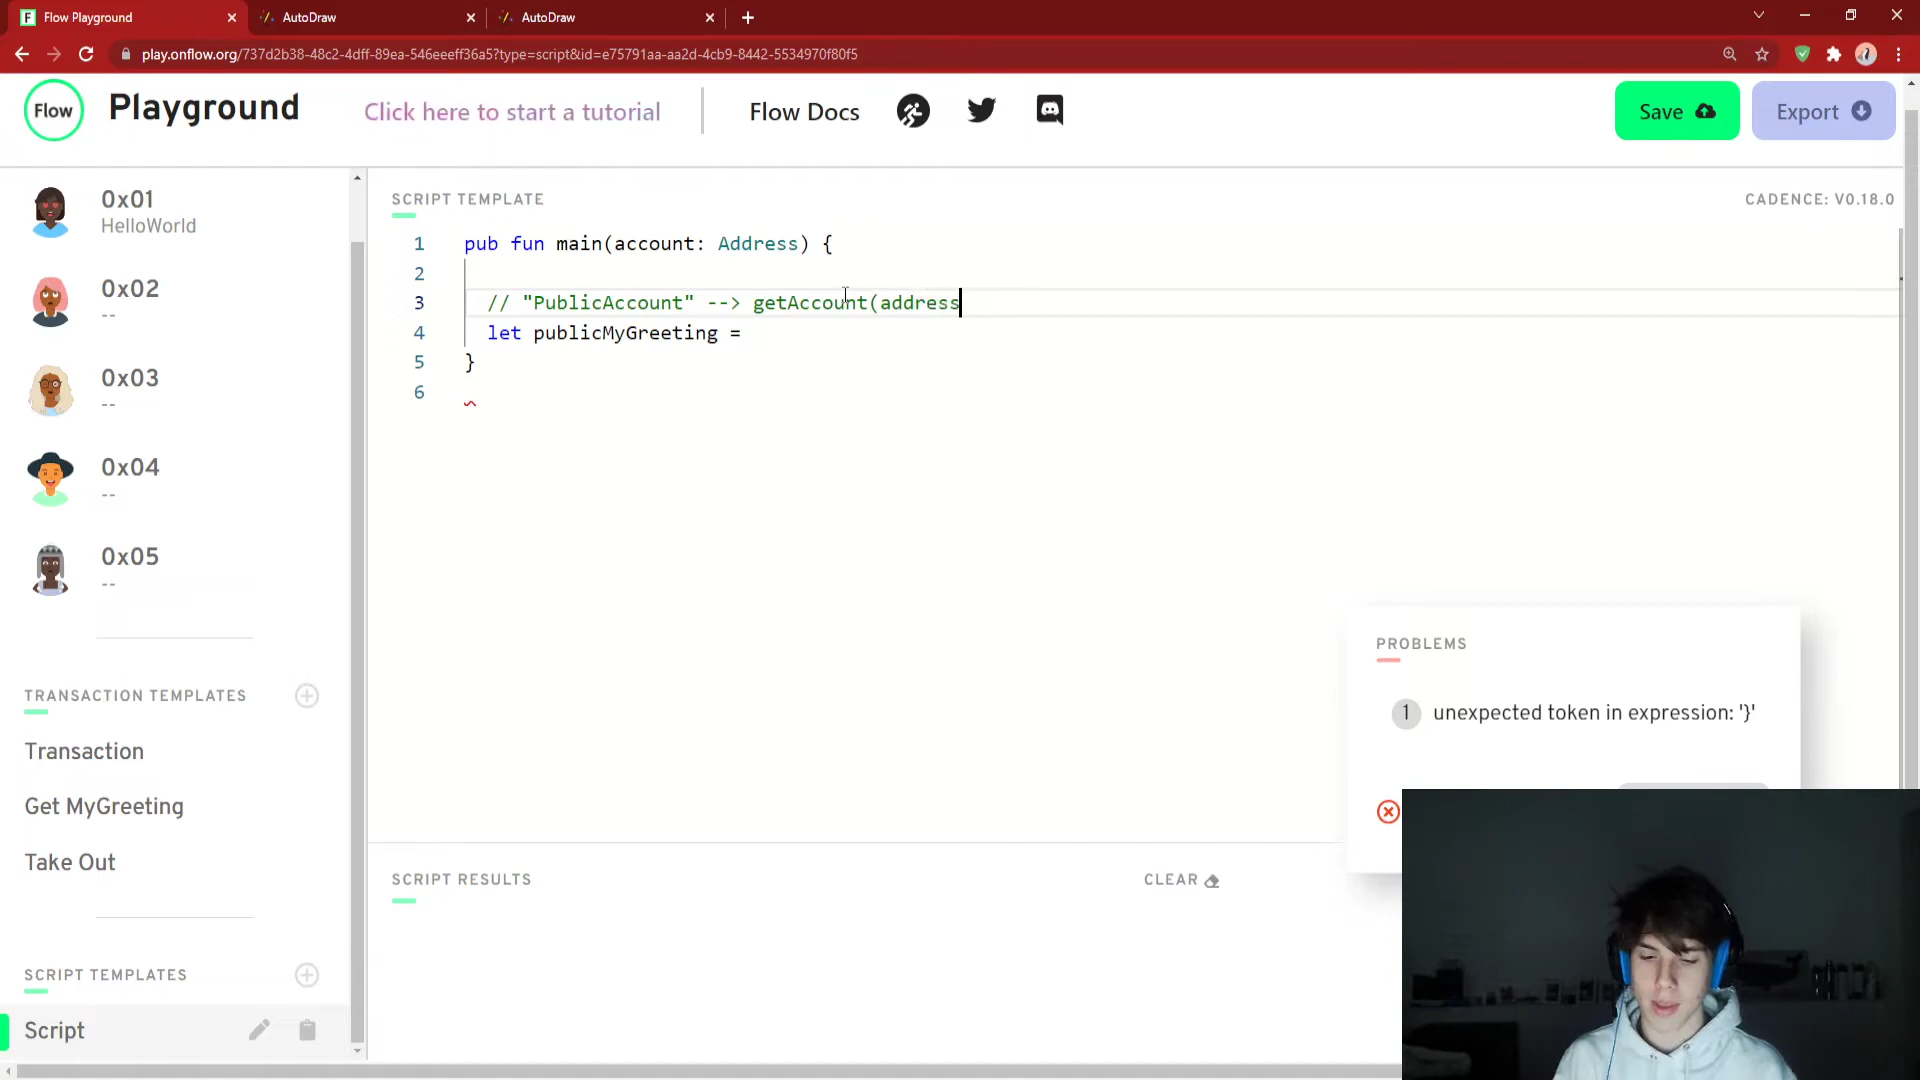 Flow Playground
AutoDraw
AutoDraw
play.onflow.org/737d2b38-48c2-4dff-89ea-546eeeff36a5?type=script&id=e75791aa-aa2d-4cb9-8442-5534970f80f5
Flow
Playground
Click here to start a tutorial
Flow Docs
Save
Export
0x01
HelloWorld
0x02
--
0x03
--
0x04
--
0x05
--
TRANSACTION TEMPLATES
Transaction
Get MyGreeting
Take Out
SCRIPT TEMPLATES
Script
SCRIPT TEMPLATE
CADENCE: V0.18.0
1 pub fun main(account: Address) {
2
3 // "PublicAccount" --> getAccount(address
4 let publicMyGreeting =
5 }
6
PROBLEMS
1 unexpected token in expression: '}'
SCRIPT RESULTS
CLEAR